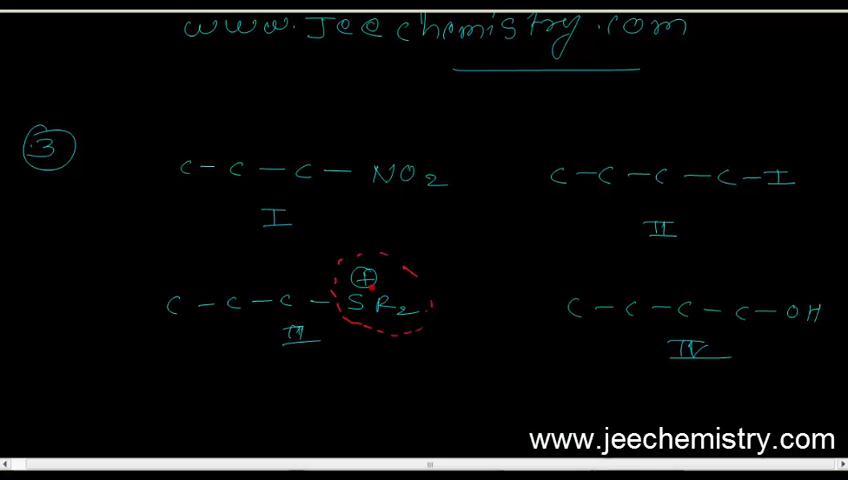 www.Jeechemistry.com
3
C-C-C-NO2 C-C-C-C-I
I II
⊕
C-C-C-SR2 C-C-C-C-OH
III IV
www.jeechemistry.com